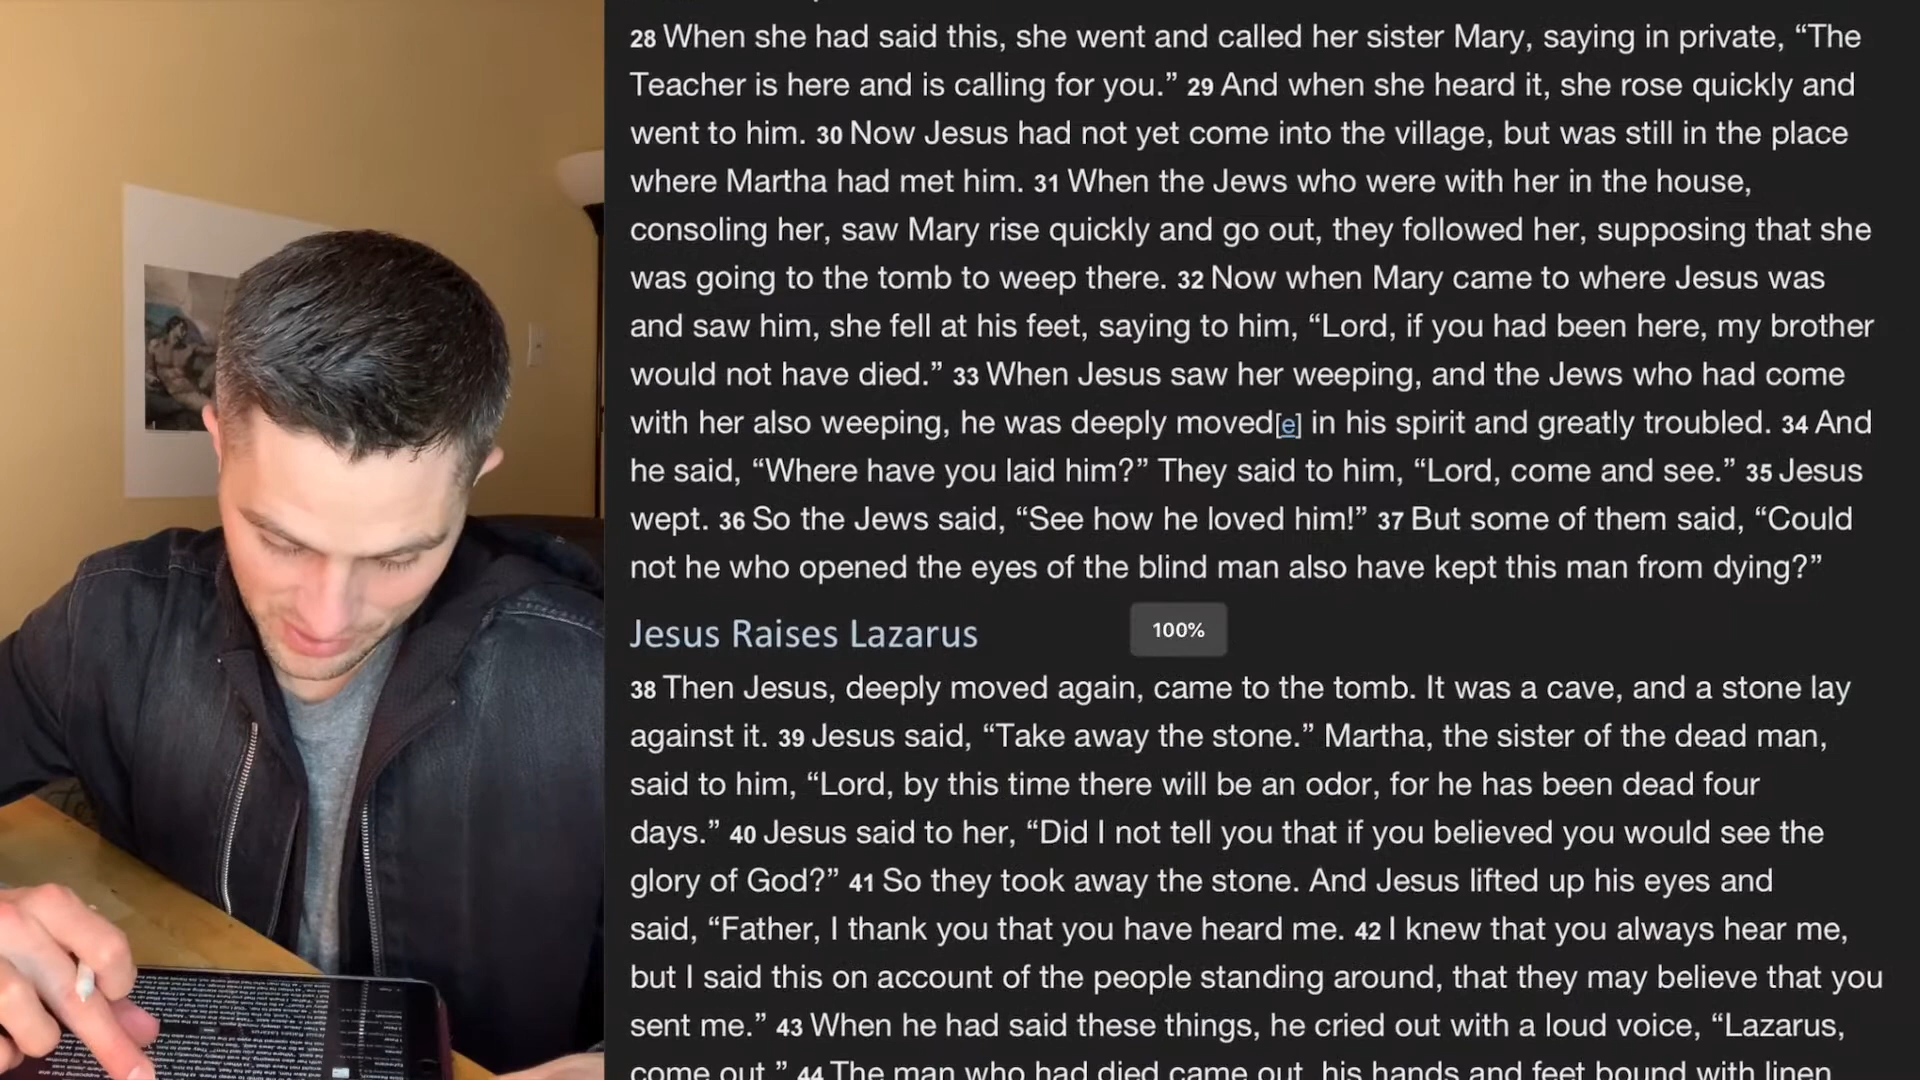 28 When she had said this, she went and called her sister Mary, saying in private, “The
Teacher is here and is calling for you.” 29 And when she heard it, she rose quickly and
went to him. 30 Now Jesus had not yet come into the village, but was still in the place
where Martha had met him. 31 When the Jews who were with her in the house,
consoling her, saw Mary rise quickly and go out, they followed her, supposing that she
was going to the tomb to weep there. 32 Now when Mary came to where Jesus was
and saw him, she fell at his feet, saying to him, “Lord, if you had been here, my brother
would not have died.” 33 When Jesus saw her weeping, and the Jews who had come
with her also weeping, he was deeply moved[e] in his spirit and greatly troubled. 34 And
he said, “Where have you laid him?” They said to him, “Lord, come and see.” 35 Jesus
wept. 36 So the Jews said, “See how he loved him!” 37 But some of them said, “Could
not he who opened the eyes of the blind man also have kept this man from dying?”
Jesus Raises Lazarus
100%
38 Then Jesus, deeply moved again, came to the tomb. It was a cave, and a stone lay
against it. 39 Jesus said, “Take away the stone.” Martha, the sister of the dead man,
said to him, “Lord, by this time there will be an odor, for he has been dead four
days.” 40 Jesus said to her, “Did I not tell you that if you believed you would see the
glory of God?” 41 So they took away the stone. And Jesus lifted up his eyes and
said, “Father, I thank you that you have heard me. 42 I knew that you always hear me,
but I said this on account of the people standing around, that they may believe that you
sent me.” 43 When he had said these things, he cried out with a loud voice, “Lazarus,
come out.” 44 The man who had died came out, his hands and feet bound with linen